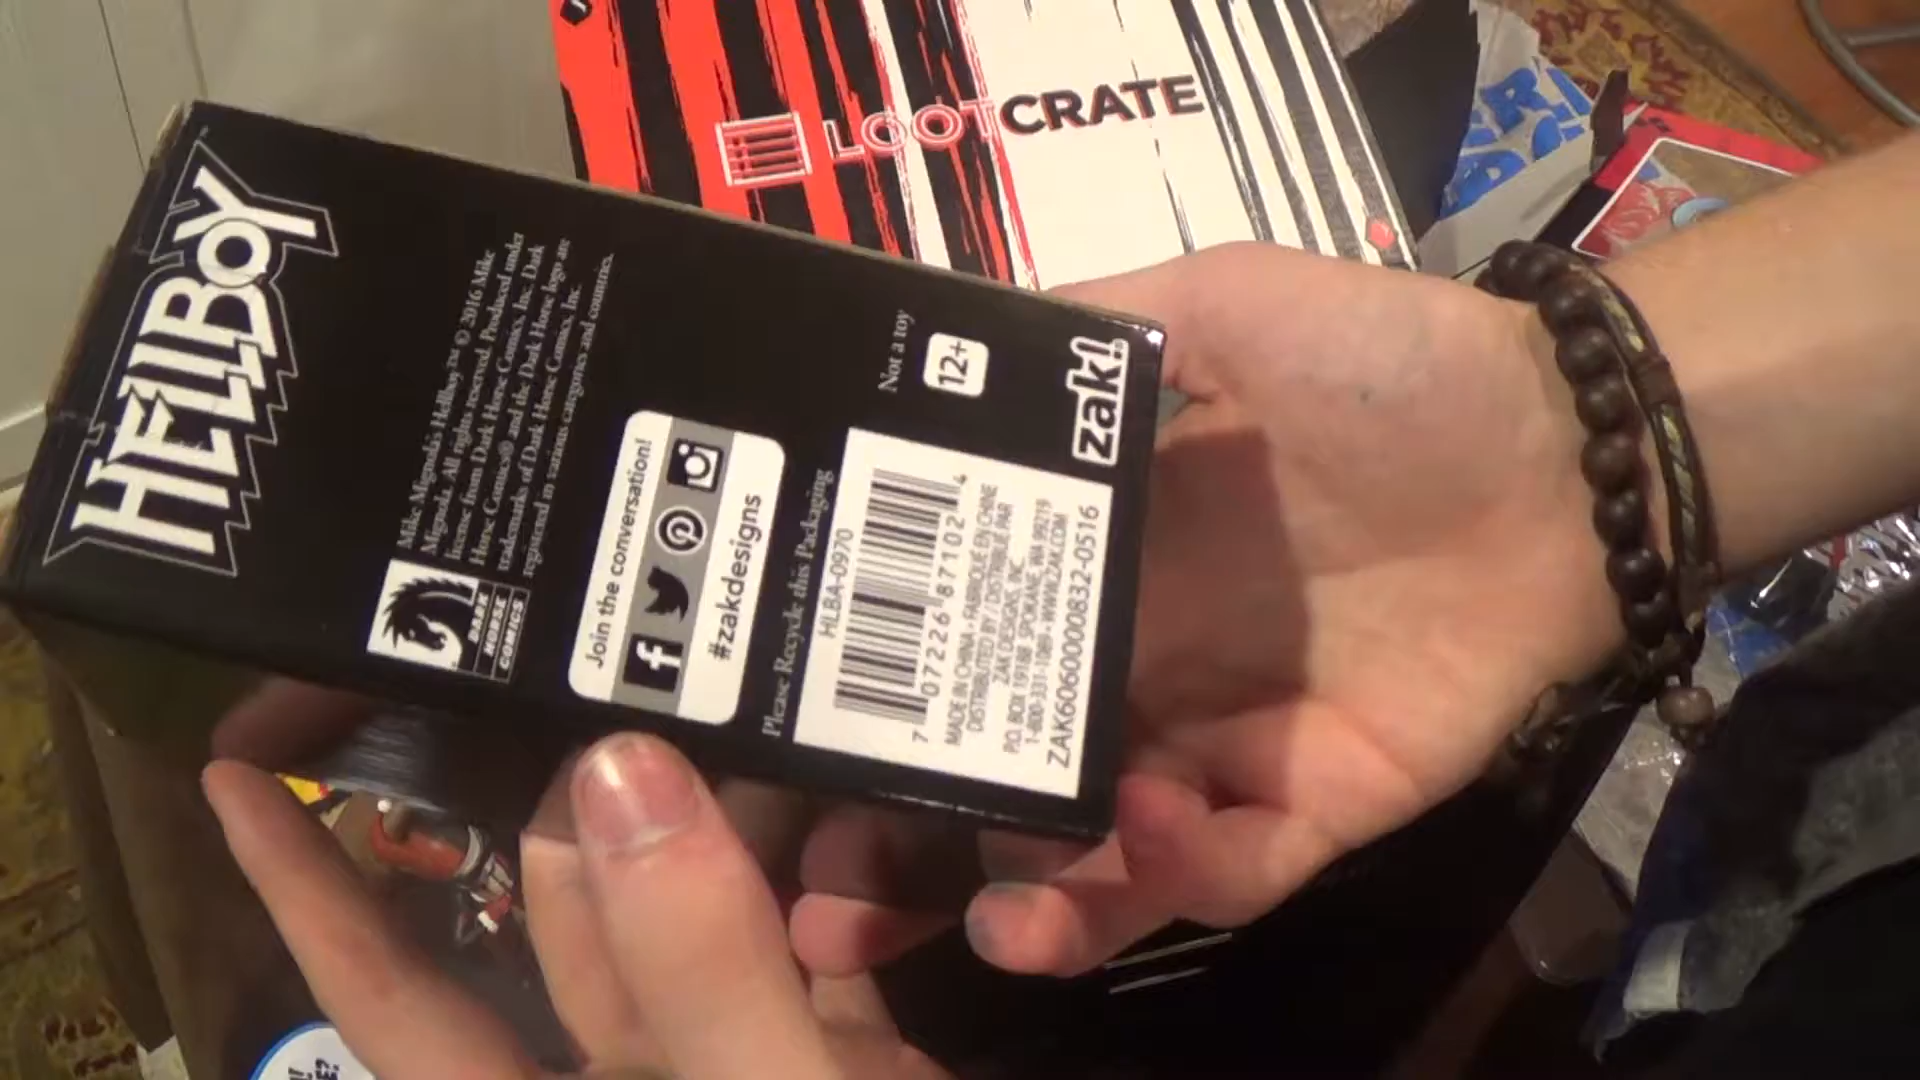 LOOTCRATE
HELLBOY
Mike Mignola's Hellboy™ © 2016 Mike
Mignola. All rights reserved. Produced under
license from Dark Horse Comics, Inc. Dark
Horse Comics® and the Dark Horse logo are
trademarks of Dark Horse Comics, Inc.
registered in various categories and countries.
DARK
HORSE
COMICS
Join the conversation!
#zakdesigns
Please Recycle this Packaging
Not a toy
12+
HLBA-0970
7 07226 87102 4
MADE IN CHINA - FABRIQUE EN CHINE
DISTRIBUTED BY / DISTRIBUÉ PAR
ZAK DESIGNS, INC.
P.O. BOX 19188 SPOKANE, WA 99219
1-800-331-1089 - WWW.ZAK.COM
ZAK6060000832-0516
zak!